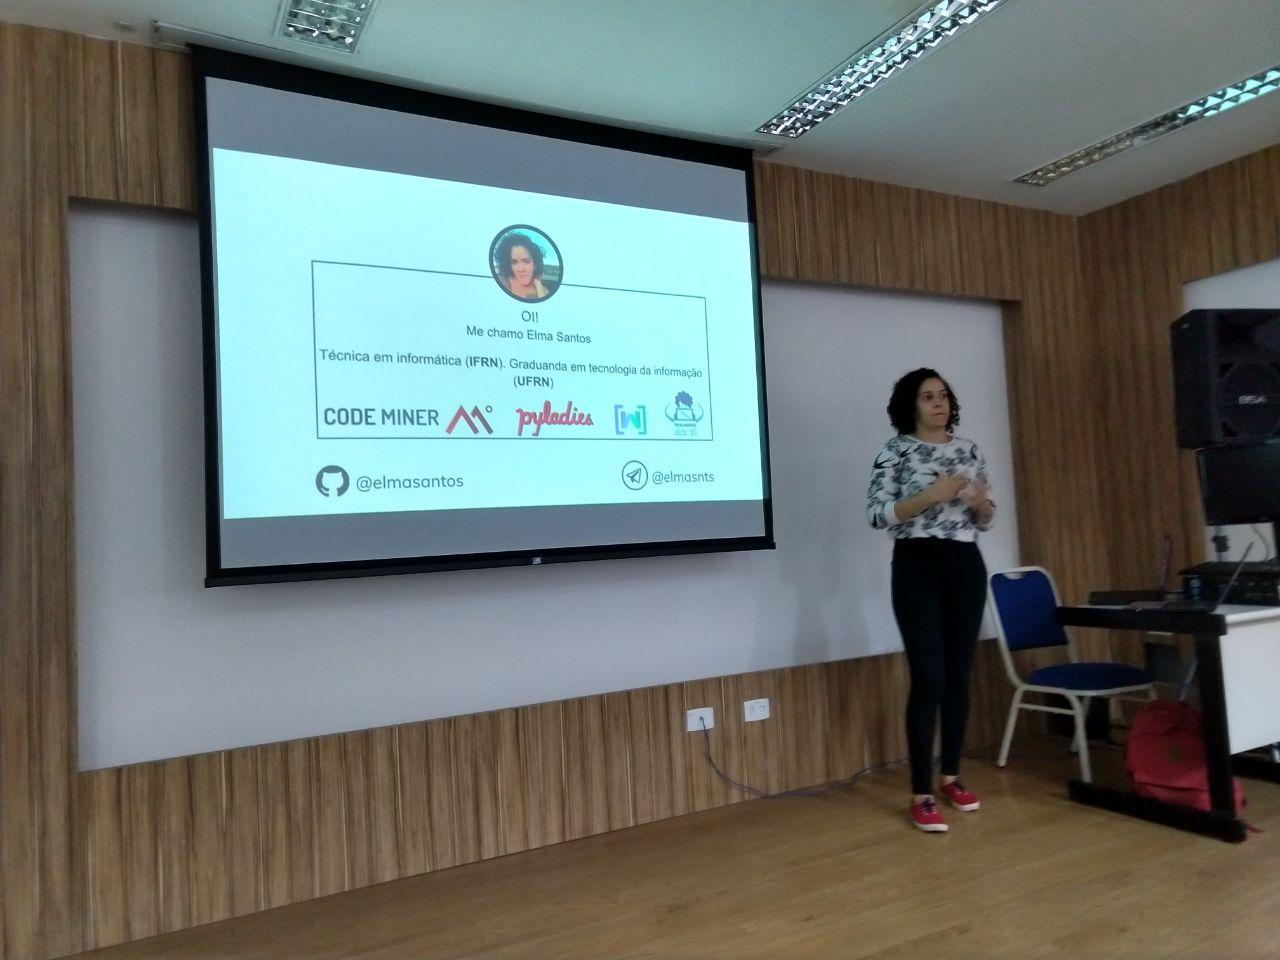 OI!
Me chamo Elma Santos
Técnica em informática (IFRN). Graduanda em tecnologia da informação
(UFRN)
CODE MINER
pyladies
[W]
MULHERES
@elmasantos
@elmasnts